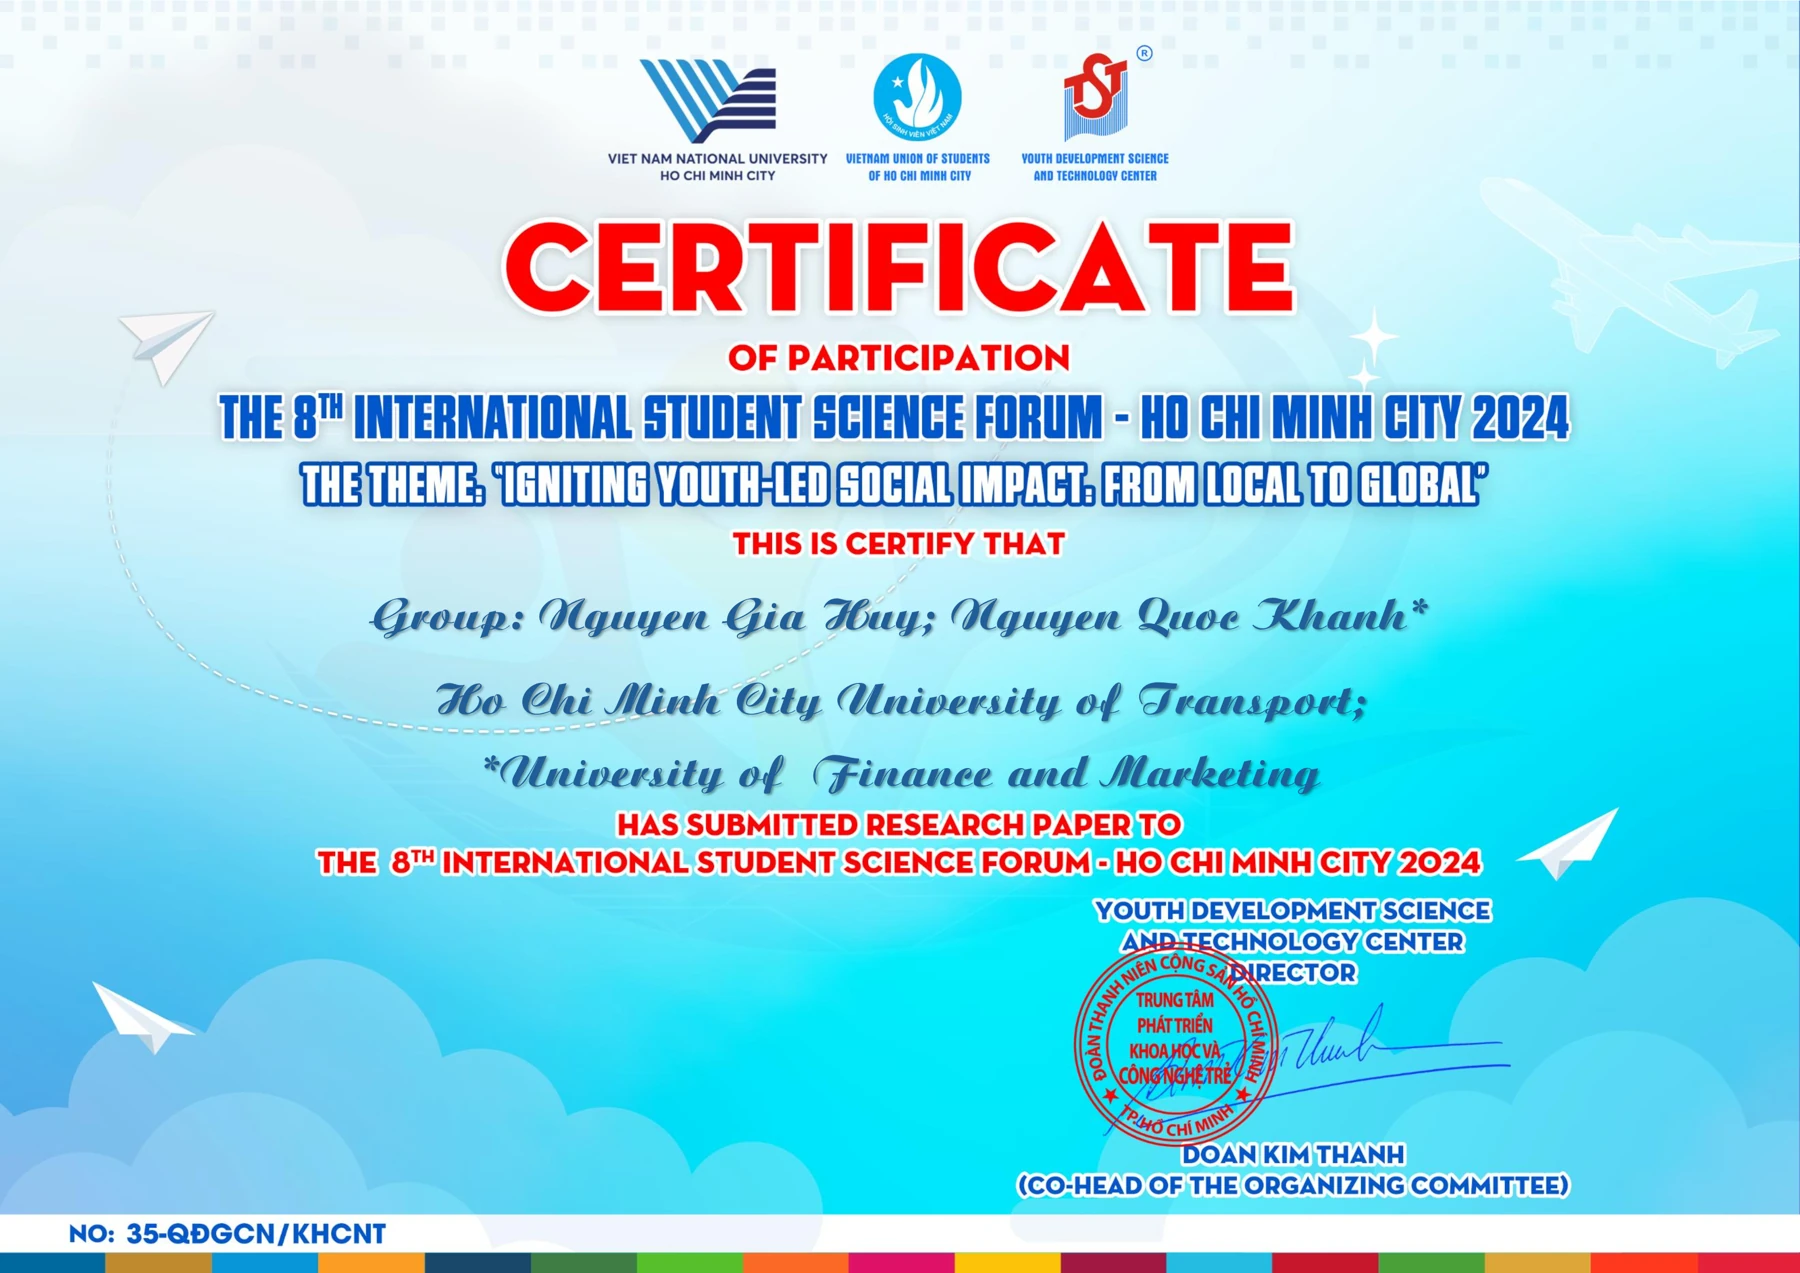 ®
VIET NAM NATIONAL UNIVERSITY
HO CHI MINH CITY
HỘI SINH VIÊN VIỆT NAM
VIETNAM UNION OF STUDENTS
OF HO CHI MINH CITY
TST
YOUTH DEVELOPMENT SCIENCE
AND TECHNOLOGY CENTER
CERTIFICATE
OF PARTICIPATION
THE 8TH INTERNATIONAL STUDENT SCIENCE FORUM - HO CHI MINH CITY 2024
THE THEME: "IGNITING YOUTH-LED SOCIAL IMPACT: FROM LOCAL TO GLOBAL"
THIS IS CERTIFY THAT
Group: Nguyen Gia Huy; Nguyen Quoc Khanh*
Ho Chi Minh City University of Transport;
*University of Finance and Marketing
HAS SUBMITTED RESEARCH PAPER TO
THE 8TH INTERNATIONAL STUDENT SCIENCE FORUM - HO CHI MINH CITY 2024
YOUTH DEVELOPMENT SCIENCE
AND TECHNOLOGY CENTER
DIRECTOR
ĐOÀN THANH NIÊN CỘNG SẢN HỒ CHÍ MINH
TRUNG TÂM
PHÁT TRIỂN
KHOA HỌC VÀ
CÔNG NGHỆ TRẺ
TP. HỒ CHÍ MINH
DOAN KIM THANH
(CO-HEAD OF THE ORGANIZING COMMITTEE)
NO: 35-QĐGCN/KHCNT